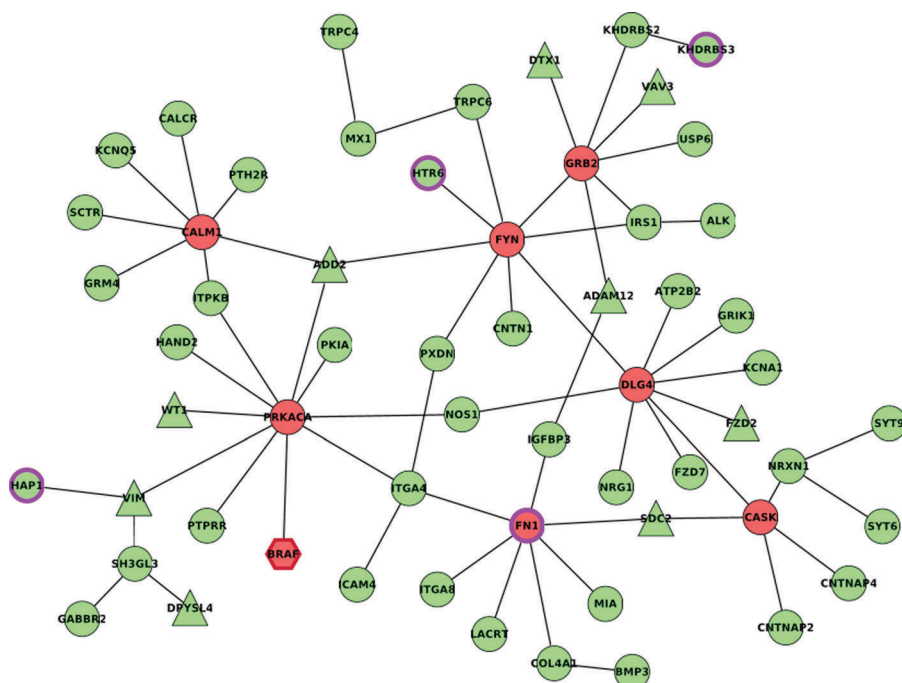 TRPC4
KHDRBS2
KHDRBS3
DTX1
VAV3
TRPC6
CALCR
MX1
USP6
KCNQ5
GRB2
PTH2R
HTR6
SCTR
IRS1
ALK
CALM1
FYN
ADD2
GRM4
ITPKB
ADAM12
ATP2B2
GRIK1
CNTN1
HAND2
PKIA
PXDN
KCNA1
DLG4
WT1
PRKACA
NOS1
FZD2
SYT9
IGFBP3
NRXN1
FZD7
HAP1
VIM
ITGA4
NRG1
PTPRR
FN1
SDC2
CASK
SYT6
BRAF
SH3GL3
ICAM4
ITGA8
CNTNAP4
MIA
GABBR2
DPYSL4
CNTNAP2
LACRT
COL4A1
BMP3